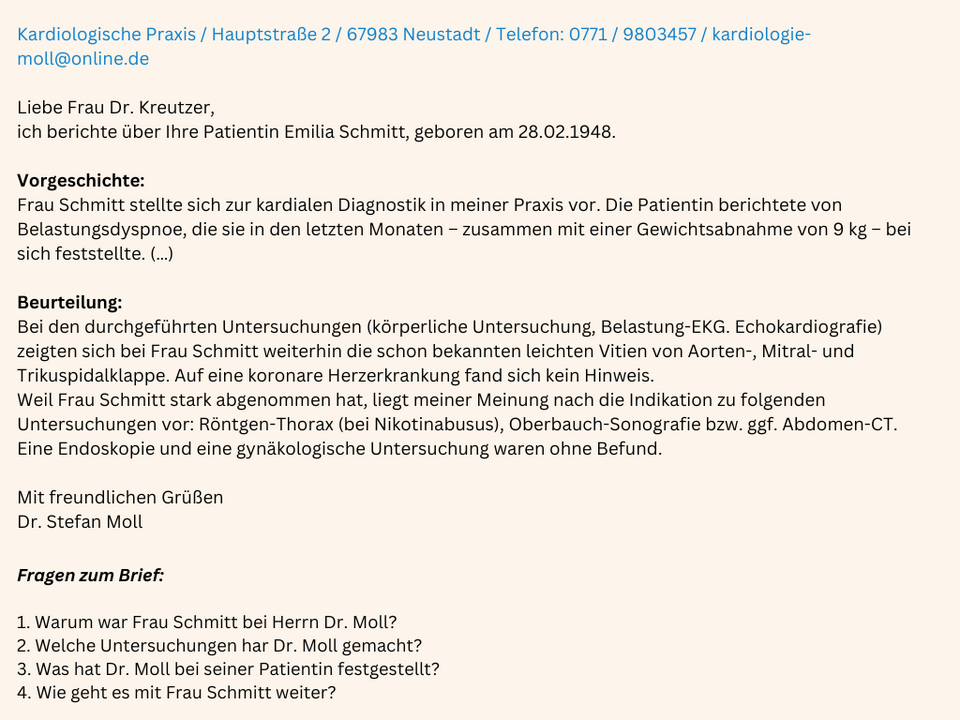 Kardiologische Praxis / Hauptstraße 2 / 67983 Neustadt / Telefon: 0771 / 9803457 / kardiologie-
moll@online.de
Liebe Frau Dr. Kreutzer,
ich berichte über Ihre Patientin Emilia Schmitt, geboren am 28.02.1948.
Vorgeschichte:
Frau Schmitt stellte sich zur kardialen Diagnostik in meiner Praxis vor. Die Patientin berichtete von
Belastungsdyspnoe, die sie in den letzten Monaten – zusammen mit einer Gewichtsabnahme von 9 kg – bei
sich feststellte. (...)
Beurteilung:
Bei den durchgeführten Untersuchungen (körperliche Untersuchung, Belastung-EKG. Echokardiografie)
zeigten sich bei Frau Schmitt weiterhin die schon bekannten leichten Vitien von Aorten-, Mitral- und
Trikuspidalklappe. Auf eine koronare Herzerkrankung fand sich kein Hinweis.
Weil Frau Schmitt stark abgenommen hat, liegt meiner Meinung nach die Indikation zu folgenden
Untersuchungen vor: Röntgen-Thorax (bei Nikotinabusus), Oberbauch-Sonografie bzw. ggf. Abdomen-CT.
Eine Endoskopie und eine gynäkologische Untersuchung waren ohne Befund.
Mit freundlichen Grüßen
Dr. Stefan Moll
Fragen zum Brief:
1. Warum war Frau Schmitt bei Herrn Dr. Moll?
2. Welche Untersuchungen har Dr. Moll gemacht?
3. Was hat Dr. Moll bei seiner Patientin festgestellt?
4. Wie geht es mit Frau Schmitt weiter?